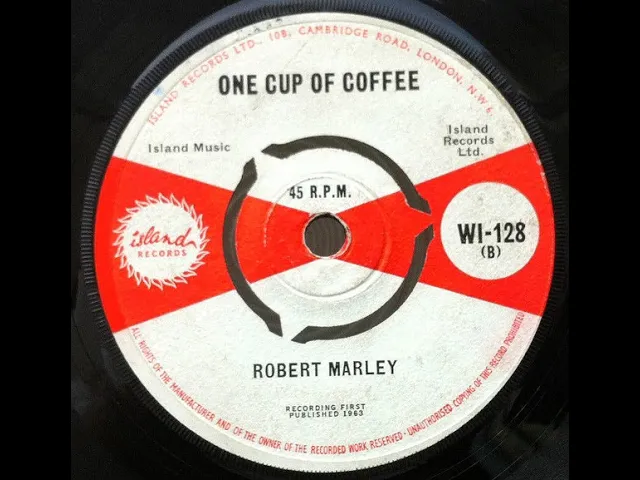 ISLAND RECORDS LTD., 108, CAMBRIDGE ROAD, LONDON, N.W.6.
ONE CUP OF COFFEE
Island Music
Island
Records
Ltd.
45 R.P.M.
island
RECORDS
WI-128
(B)
ROBERT MARLEY
RECORDING FIRST
PUBLISHED 1963
ALL RIGHTS OF THE MANUFACTURER AND OF THE OWNER OF THE RECORDED WORK RESERVED - UNAUTHORISED COPYING OF THIS RECORD PROHIBITED